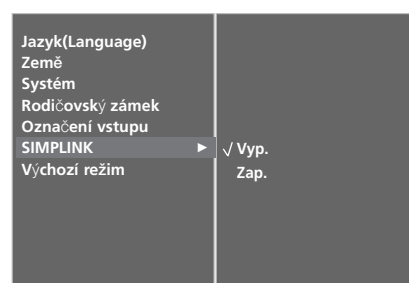 Jazyk(Language)
Země
Systém
Rodičovský zámek
Označení vstupu
SIMPLINK ►
Výchozí režim
√ Vyp.
Zap.